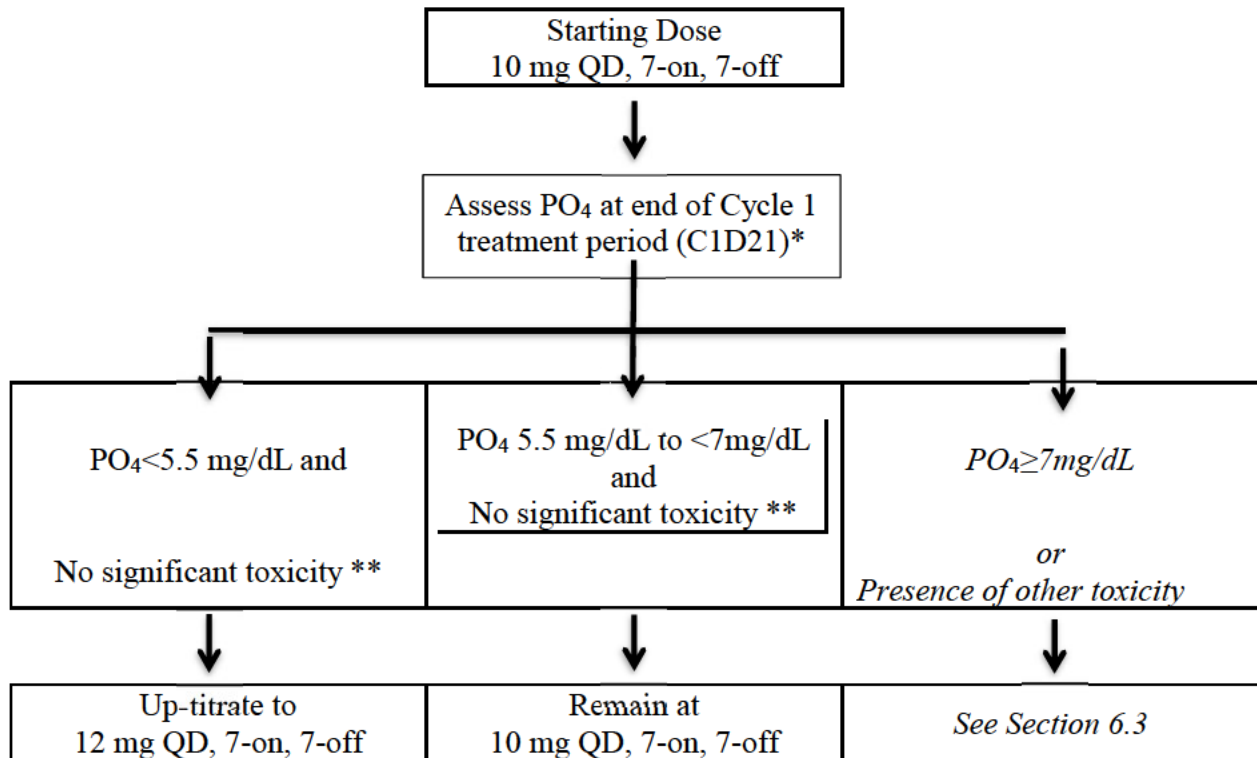 Starting Dose
10 mg QD, 7-on, 7-off
Assess PO₄ at end of Cycle 1
treatment period (C1D21)*
PO₄<5.5 mg/dL and
No significant toxicity **
PO₄ 5.5 mg/dL to <7mg/dL
and
No significant toxicity **
PO₄≥7mg/dL
or
Presence of other toxicity
Up-titrate to
12 mg QD, 7-on, 7-off
Remain at
10 mg QD, 7-on, 7-off
See Section 6.3